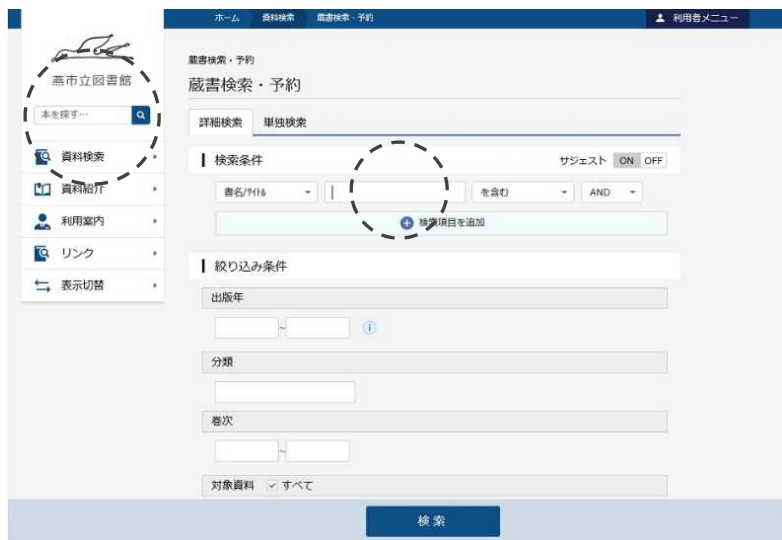 ホーム 資料検索 蔵書検索・予約 利用者メニュー
燕市立図書館
本を探す…
資料検索
資料紹介
利用案内
リンク
表示切替
蔵書検索・予約
蔵書検索・予約
詳細検索 単独検索
検索条件 サジェスト ON OFF
書名/タイトル を含む AND
検索項目を追加
絞り込み条件
出版年
~
分類
巻次
~
対象資料 すべて
検索